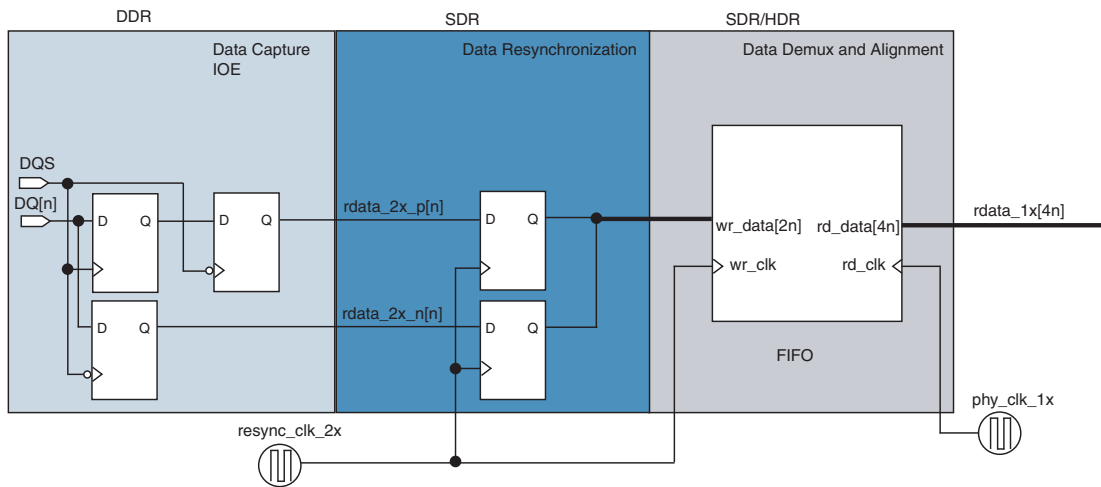 DDR
SDR
SDR/HDR
Data Capture
IOE
Data Resynchronization
Data Demux and Alignment
DQS
DQ[n]
D Q
D Q
rdata_2x_p[n]
D Q
wr_data[2n] rd_data[4n]
rdata_1x[4n]
wr_clk rd_clk
D Q
rdata_2x_n[n]
D Q
FIFO
phy_clk_1x
resync_clk_2x